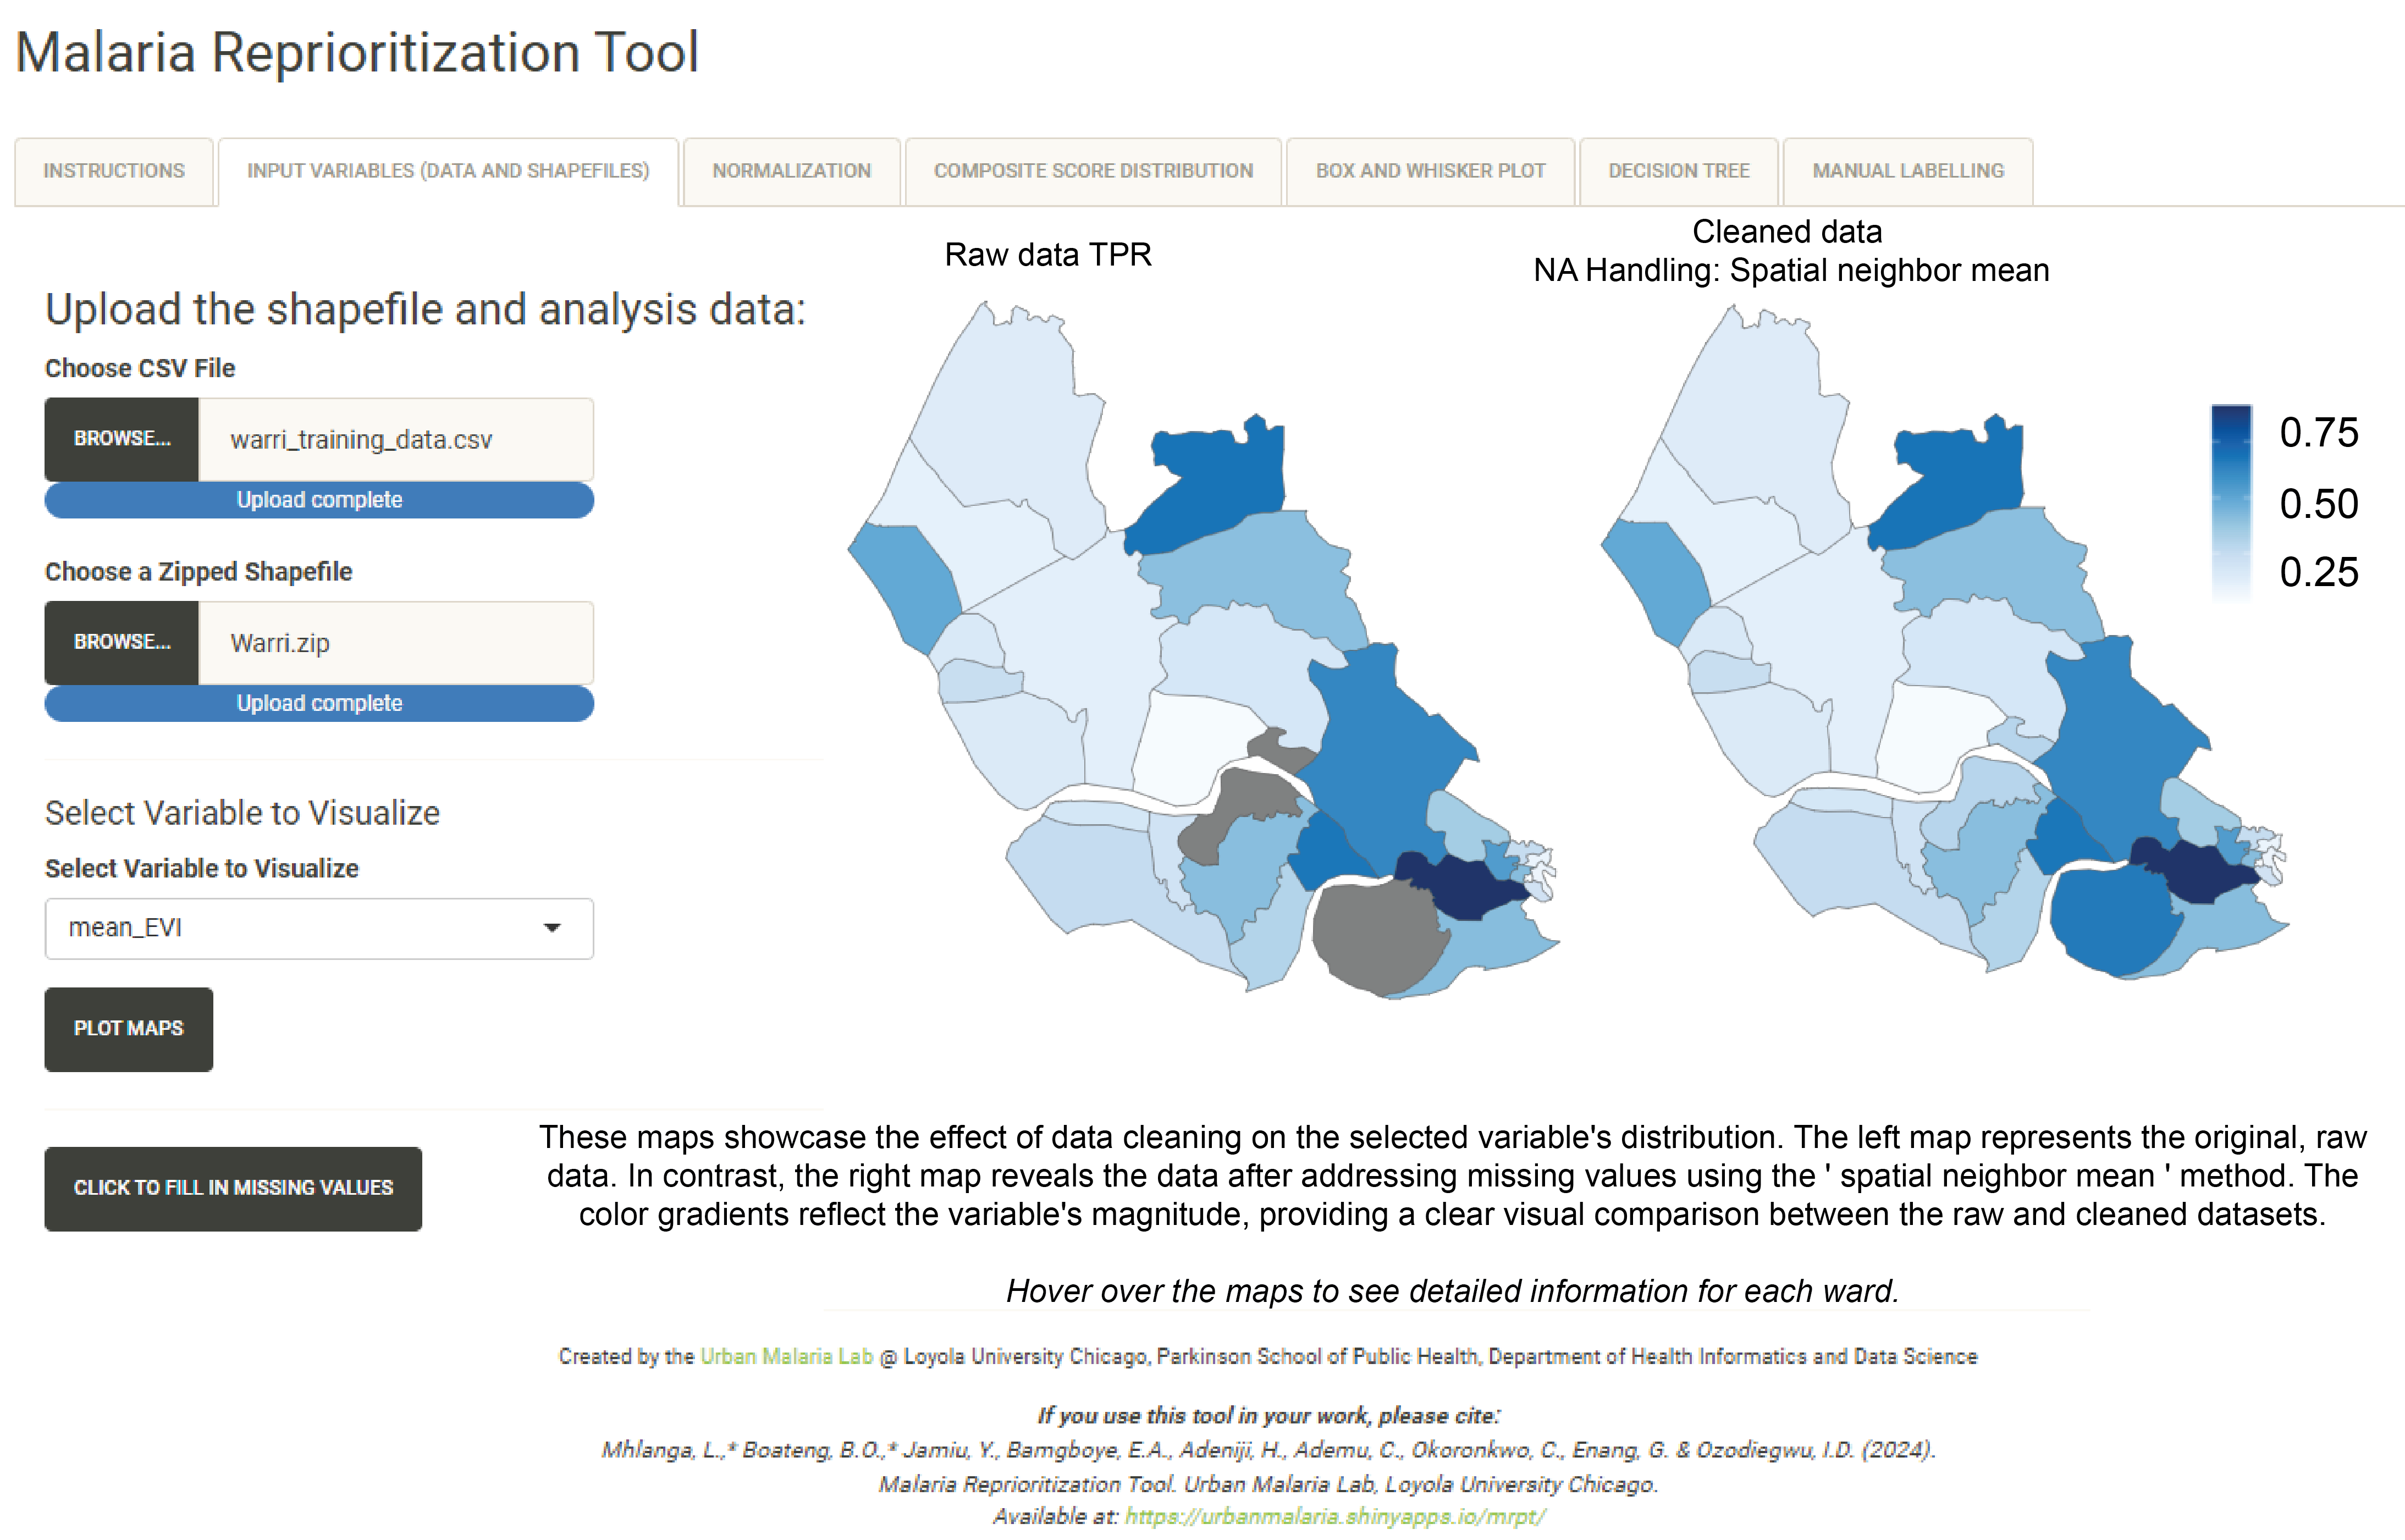 Malaria Reprioritization Tool
INSTRUCTIONS
INPUT VARIABLES (DATA AND SHAPEFILES)
NORMALIZATION
COMPOSITE SCORE DISTRIBUTION
BOX AND WHISKER PLOT
DECISION TREE
MANUAL LABELLING
Upload the shapefile and analysis data:
Choose CSV File
BROWSE... warri_training_data.csv
Upload complete
Choose a Zipped Shapefile
BROWSE... Warri.zip
Upload complete
Select Variable to Visualize
Select Variable to Visualize
mean_EVI
PLOT MAPS
CLICK TO FILL IN MISSING VALUES
Raw data TPR
Cleaned data
NA Handling: Spatial neighbor mean
0.75
0.50
0.25
These maps showcase the effect of data cleaning on the selected variable's distribution. The left map represents the original, raw
data. In contrast, the right map reveals the data after addressing missing values using the ' spatial neighbor mean ' method. The
color gradients reflect the variable's magnitude, providing a clear visual comparison between the raw and cleaned datasets.
Hover over the maps to see detailed information for each ward.
Created by the Urban Malaria Lab @ Loyola University Chicago, Parkinson School of Public Health, Department of Health Informatics and Data Science
If you use this tool in your work, please cite:
Mhlanga, L.,* Boateng, B.O.,* Jamiu, Y., Bamgboye, E.A., Adeniji, H., Ademu, C., Okoronkwo, C., Enang, G. & Ozodiegwu, I.D. (2024).
Malaria Reprioritization Tool. Urban Malaria Lab, Loyola University Chicago.
Available at: https://urbanmalaria.shinyapps.io/mrpt/